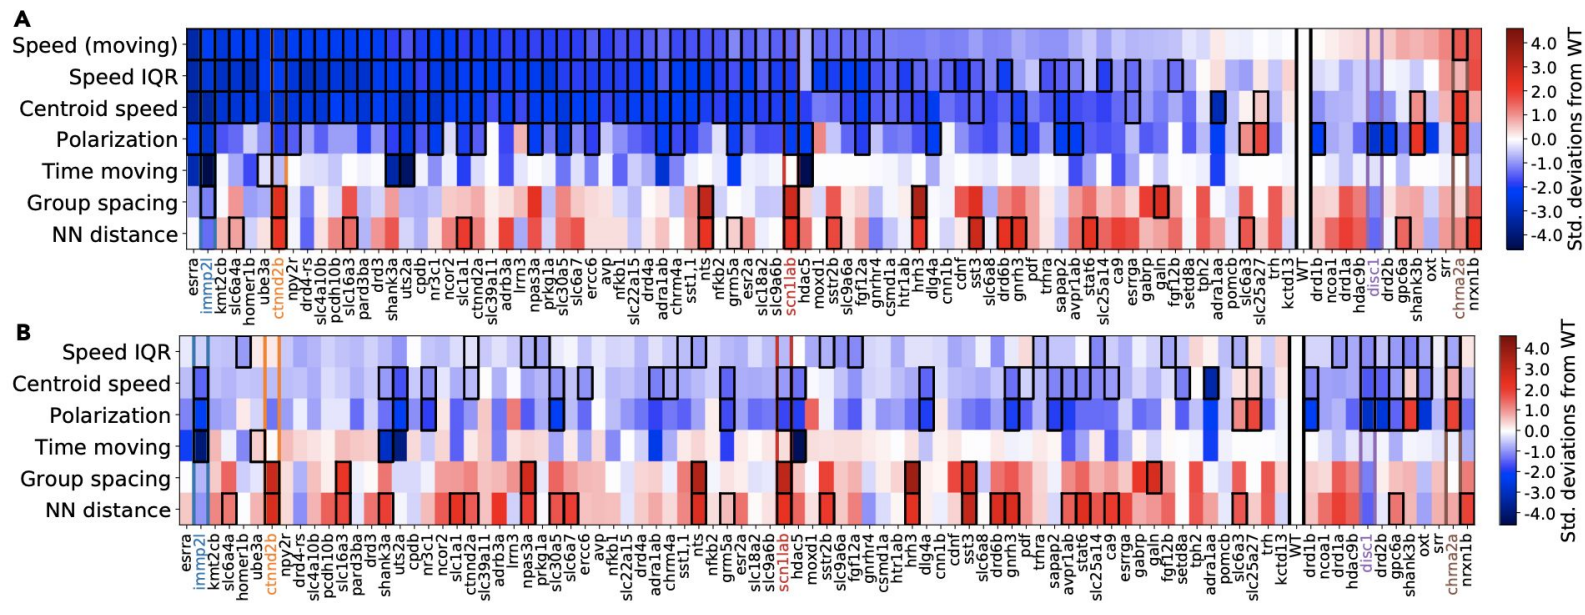 A
Speed (moving)
Speed IQR
Centroid speed
Polarization
Time moving
Group spacing
NN distance
4.0
3.0
2.0
1.0
0.0
-1.0
-2.0
-3.0
-4.0
Std. deviations from WT
esrra immp2l kmt2cb slc6a4a homer1b ube3a ctnnd2b npy2r drd4-rs slc4a10b pcdh10b slc16a3 pard3ba drd3 shank3a uts2a cpdb nr3c1 ncor2 slc1a1 ctnnd2a slc39a11 adrb3a lrrn3 npas3a prkg1a slc30a5 slc6a7 ercc6 avp nfkb1 slc22a15 drd4a adra1ab chrm4a sst1,1 nts nfkb2 grm5a esr2a slc18a2 slc9a6b scn1lab hdac5 moxd1 sstr2b slc9a6a fgf12a gnrhr4 csmd1a htr1ab hrh3 dlg4a cnn1b cdnf sst3 slc6a8 drd6b gnrh3 pdf thhra sapap2 avpr1ab stat6 slc25a14 ca9 esrrga gabrp galn fgf12b setd8a tph2 adra1aa pomcb slc6a3 slc25a27 trh kctd13 WT drd1b ncoa1 drd1a hdac9b disc1 drd2b gpc6a shank3b oxt srr chrna2a nrxn1b
B
Speed IQR
Centroid speed
Polarization
Time moving
Group spacing
NN distance
4.0
3.0
2.0
1.0
0.0
-1.0
-2.0
-3.0
-4.0
Std. deviations from WT
esrra immp2l kmt2cb slc6a4a homer1b ube3a ctnnd2b npy2r drd4-rs slc4a10b pcdh10b slc16a3 pard3ba drd3 shank3a uts2a cpdb nr3c1 ncor2 slc1a1 ctnnd2a slc39a11 adrb3a lrrn3 npas3a prkg1a slc30a5 slc6a7 ercc6 avp nfkb1 slc22a15 drd4a adra1ab chrm4a sst1,1 nts nfkb2 grm5a esr2a slc18a2 slc9a6b scn1lab hdac5 moxd1 sstr2b slc9a6a fgf12a gnrhr4 csmd1a htr1ab hrh3 dlg4a cnn1b cdnf sst3 slc6a8 drd6b gnrh3 pdf trhra sapap2 avpr1ab stat6 slc25a14 ca9 esrrga gabrp galn fgf12b setd8a tph2 adra1aa pomcb slc6a3 slc25a27 trh kctd13 WT drd1b ncoa1 drd1a hdac9b disc1 drd2b gpc6a shank3b oxt srr chrna2a nrxn1b